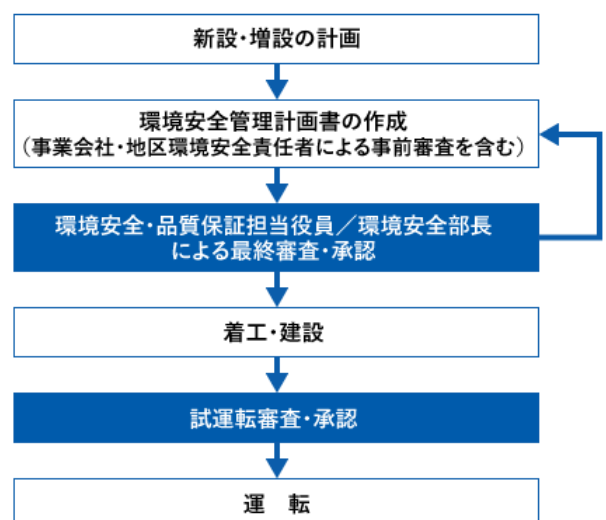 新設・増設の計画
環境安全管理計画書の作成
（事業会社・地区環境安全責任者による事前審査を含む）
環境安全・品質保証担当役員／環境安全部長
による最終審査・承認
着工・建設
試運転審査・承認
運　転